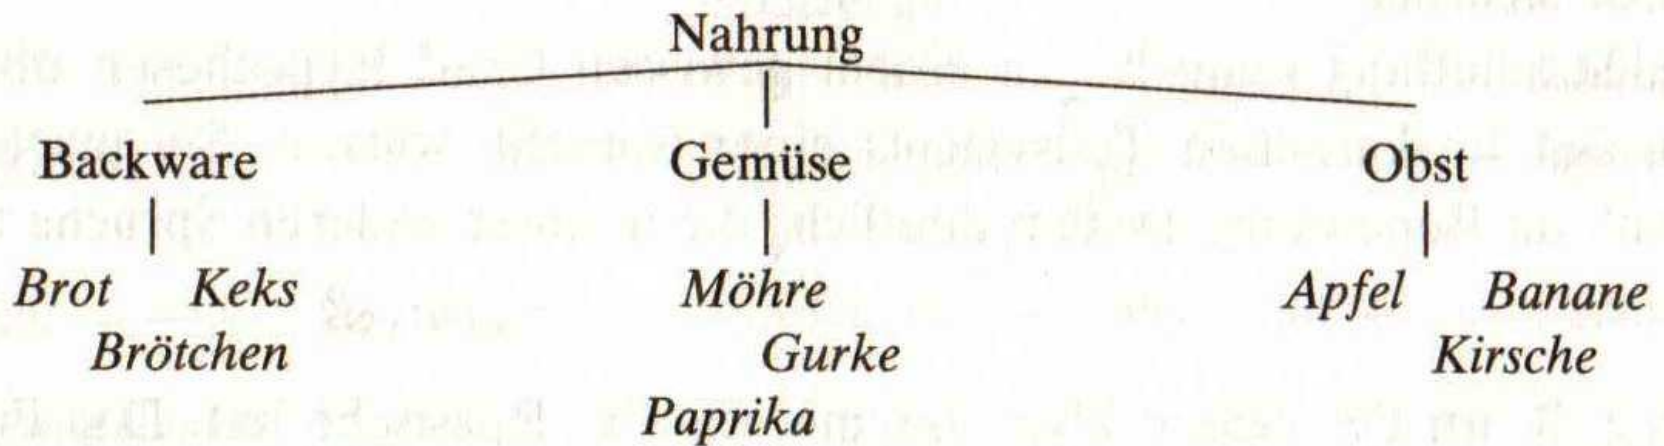 Nahrung
Backware Gemüse Obst
Brot Keks Möhre Apfel Banane
Brötchen Gurke Kirsche
Paprika